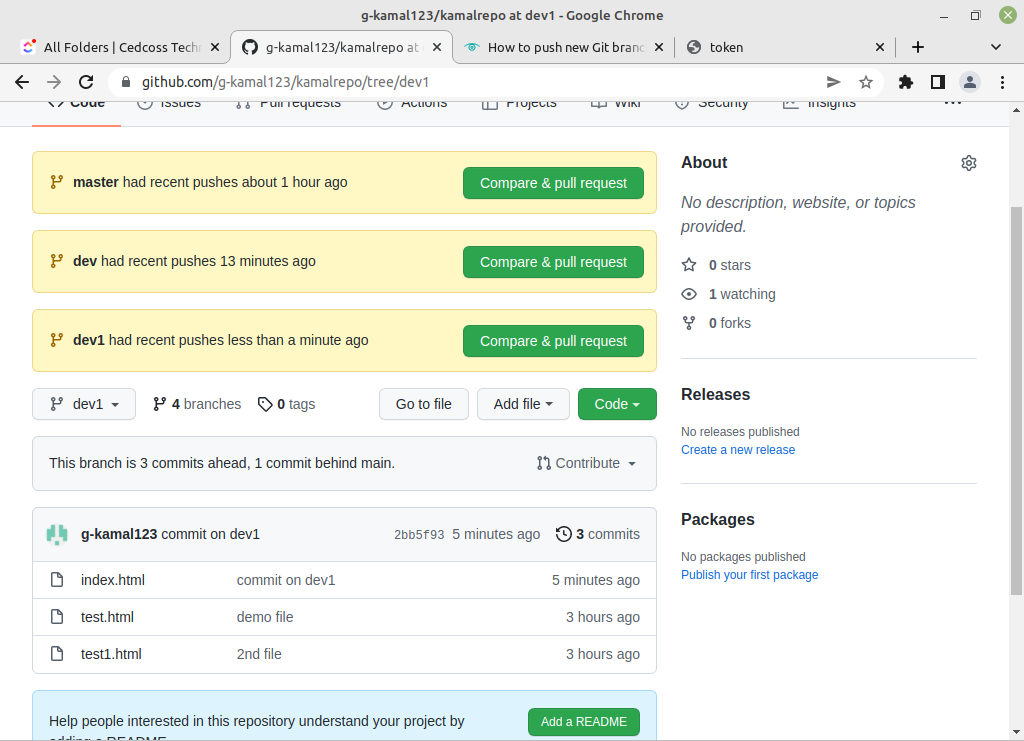 g-kamal123/kamalrepo at dev1 - Google Chrome
All Folders | Cedcoss Tech
g-kamal123/kamalrepo at
How to push new Git bran
token
github.com/g-kamal123/kamalrepo/tree/dev1
Code Issues Pull requests Actions Projects Wiki Security Insights
master had recent pushes about 1 hour ago
Compare & pull request
dev had recent pushes 13 minutes ago
Compare & pull request
dev1 had recent pushes less than a minute ago
Compare & pull request
dev1 4 branches 0 tags Go to file Add file Code
This branch is 3 commits ahead, 1 commit behind main. Contribute
g-kamal123 commit on dev1 2bb5f93 5 minutes ago 3 commits
index.html commit on dev1 5 minutes ago
test.html demo file 3 hours ago
test1.html 2nd file 3 hours ago
Help people interested in this repository understand your project by
adding a README.
Add a README
About
No description, website, or topics
provided.
0 stars
1 watching
0 forks
Releases
No releases published
Create a new release
Packages
No packages published
Publish your first package